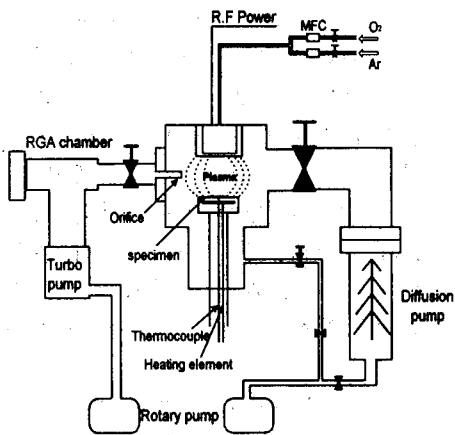 R.F Power
MFC
O₂
Ar
RGA chamber
Plasma
Orifice
specimen
Turbo
pump
Diffusion
pump
Thermocouple
Heating element
Rotary pump